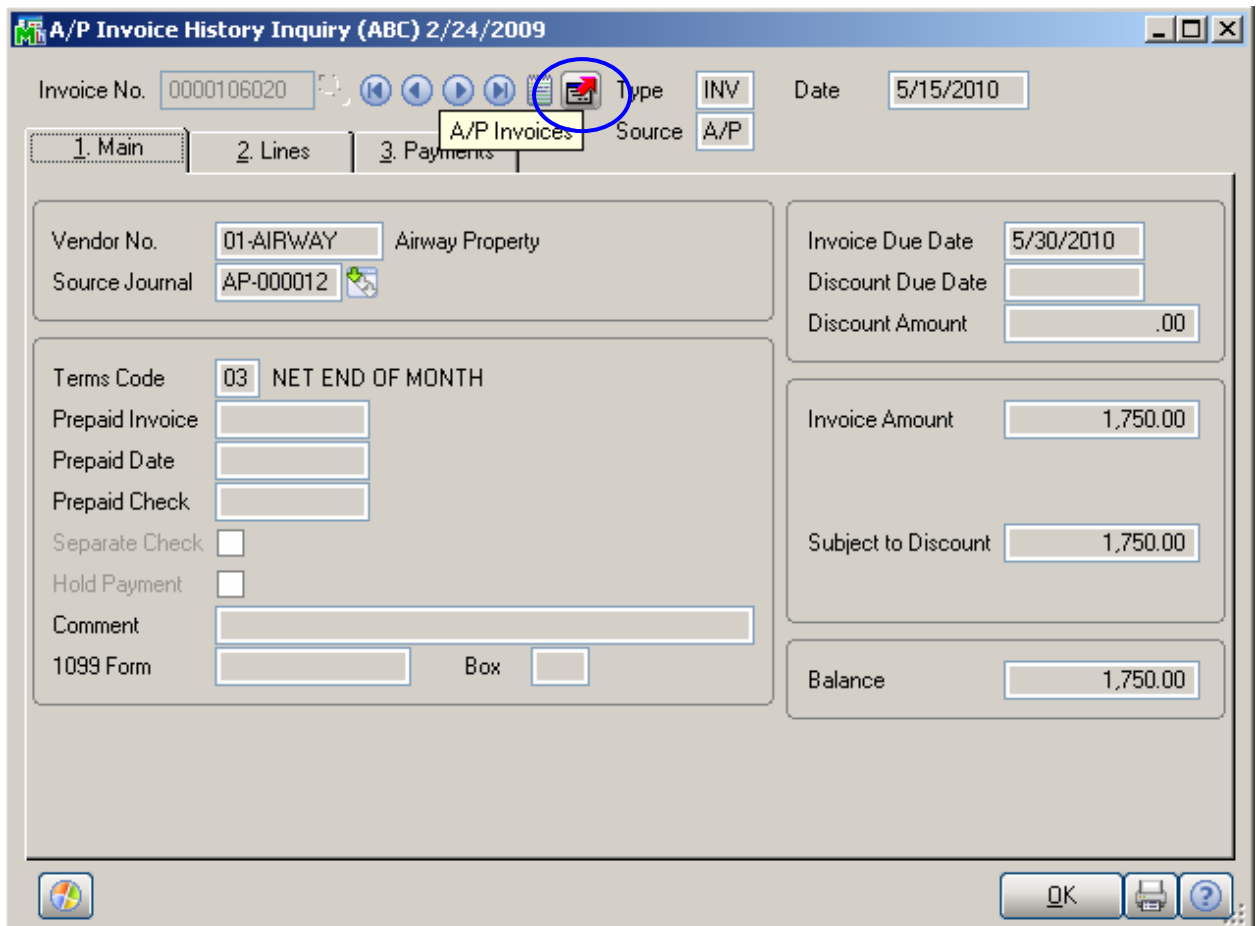 A/P Invoice History Inquiry (ABC) 2/24/2009
Invoice No. 0000106020 Type INV Date 5/15/2010
A/P Invoices Source A/P
1. Main 2. Lines 3. Payments
Vendor No. 01-AIRWAY Airway Property
Source Journal AP-000012
Terms Code 03 NET END OF MONTH
Prepaid Invoice
Prepaid Date
Prepaid Check
Separate Check
Hold Payment
Comment
1099 Form Box
Invoice Due Date 5/30/2010
Discount Due Date
Discount Amount .00
Invoice Amount 1,750.00
Subject to Discount 1,750.00
Balance 1,750.00
OK